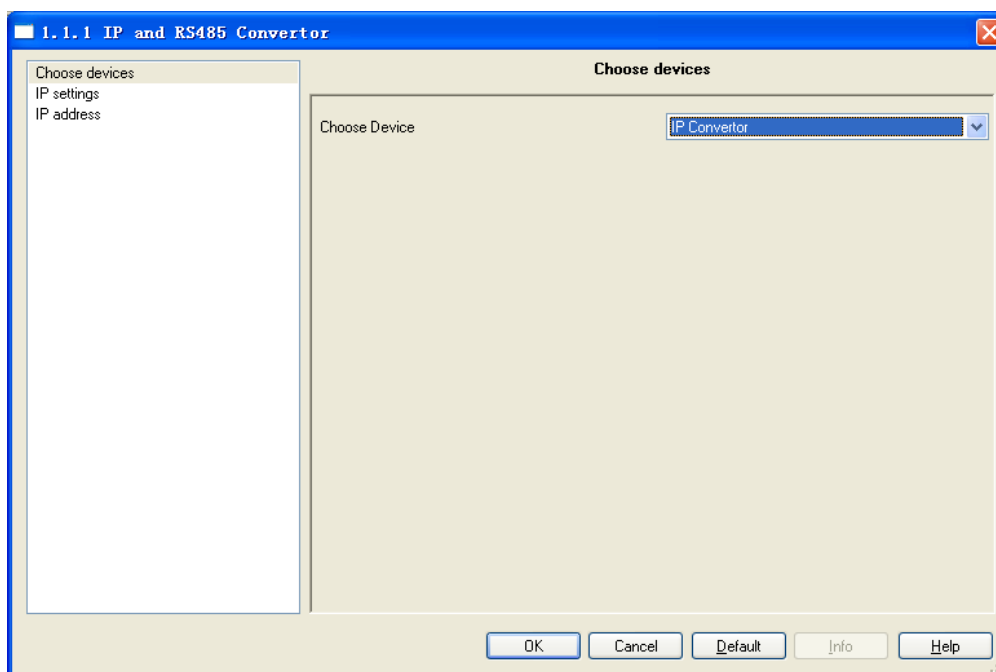 1.1.1 IP and RS485 Convertor
Choose devices
IP settings
IP address
Choose devices
Choose Device
IP Convertor
OK
Cancel
Default
Info
Help